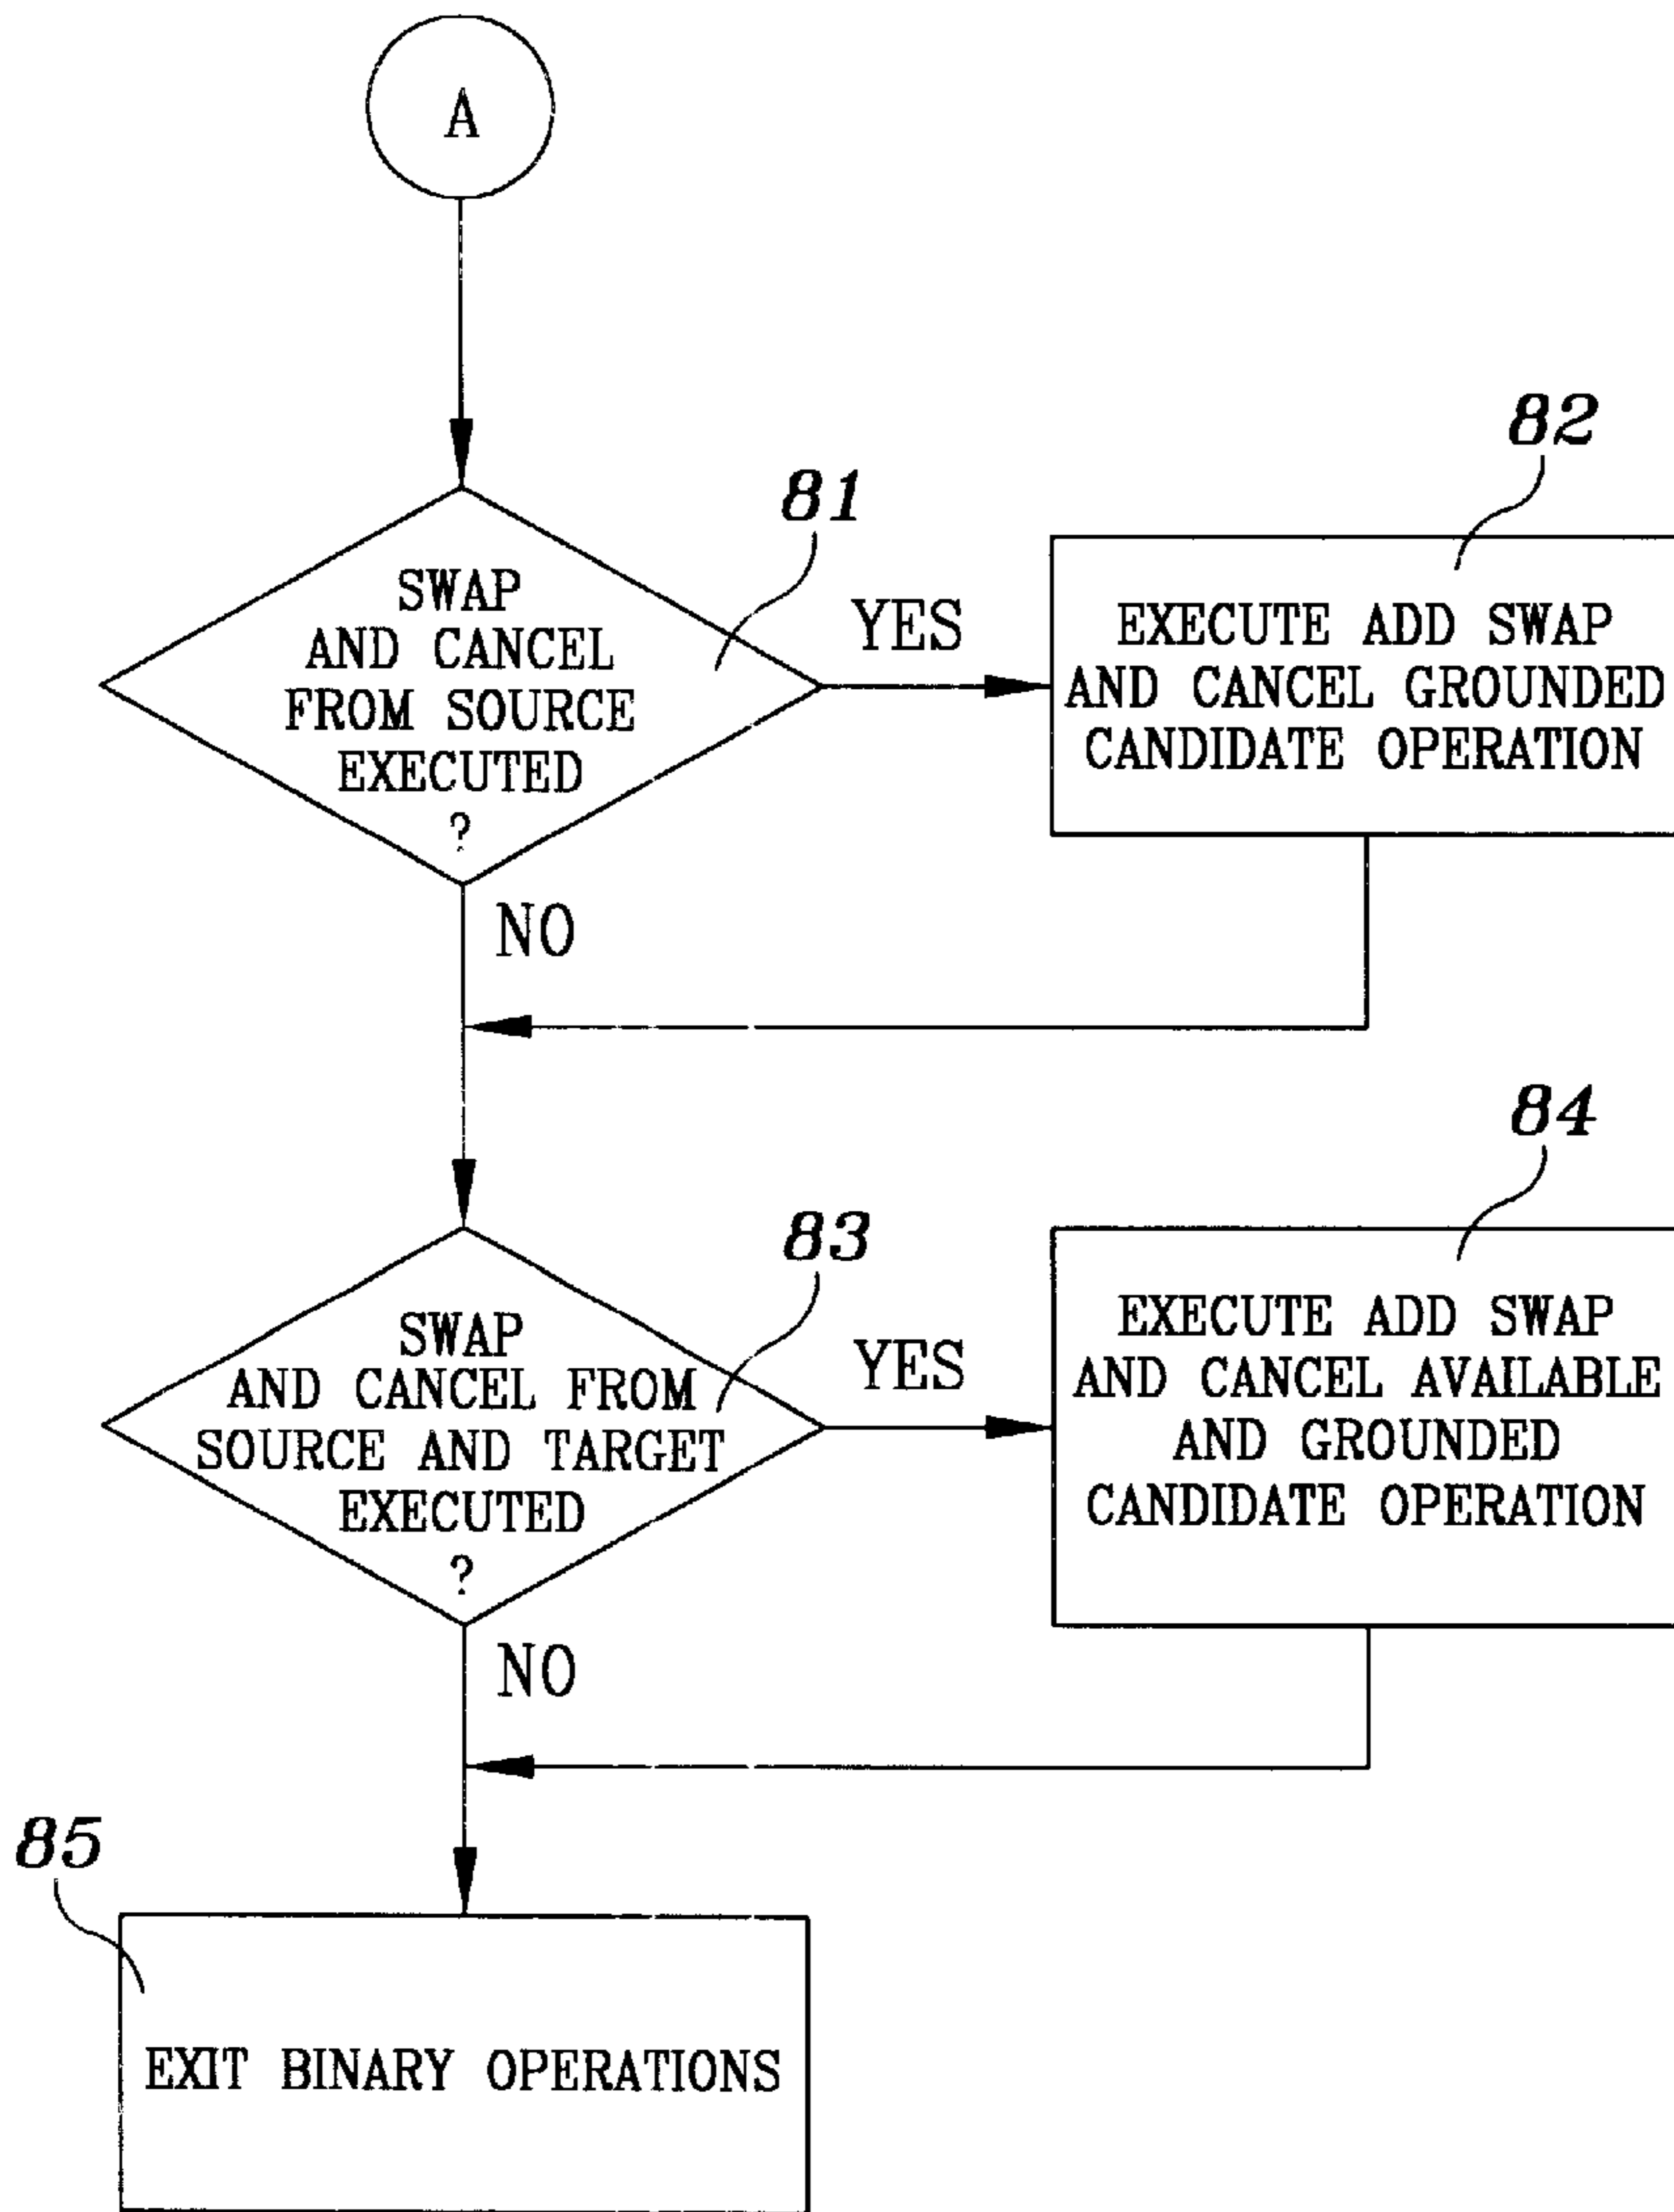 A
81
SWAP
AND CANCEL
FROM SOURCE
EXECUTED
?
YES
82
EXECUTE ADD SWAP
AND CANCEL GROUNDED
CANDIDATE OPERATION
NO
83
SWAP
AND CANCEL FROM
SOURCE AND TARGET
EXECUTED
?
YES
84
EXECUTE ADD SWAP
AND CANCEL AVAILABLE
AND GROUNDED
CANDIDATE OPERATION
NO
85
EXIT BINARY OPERATIONS